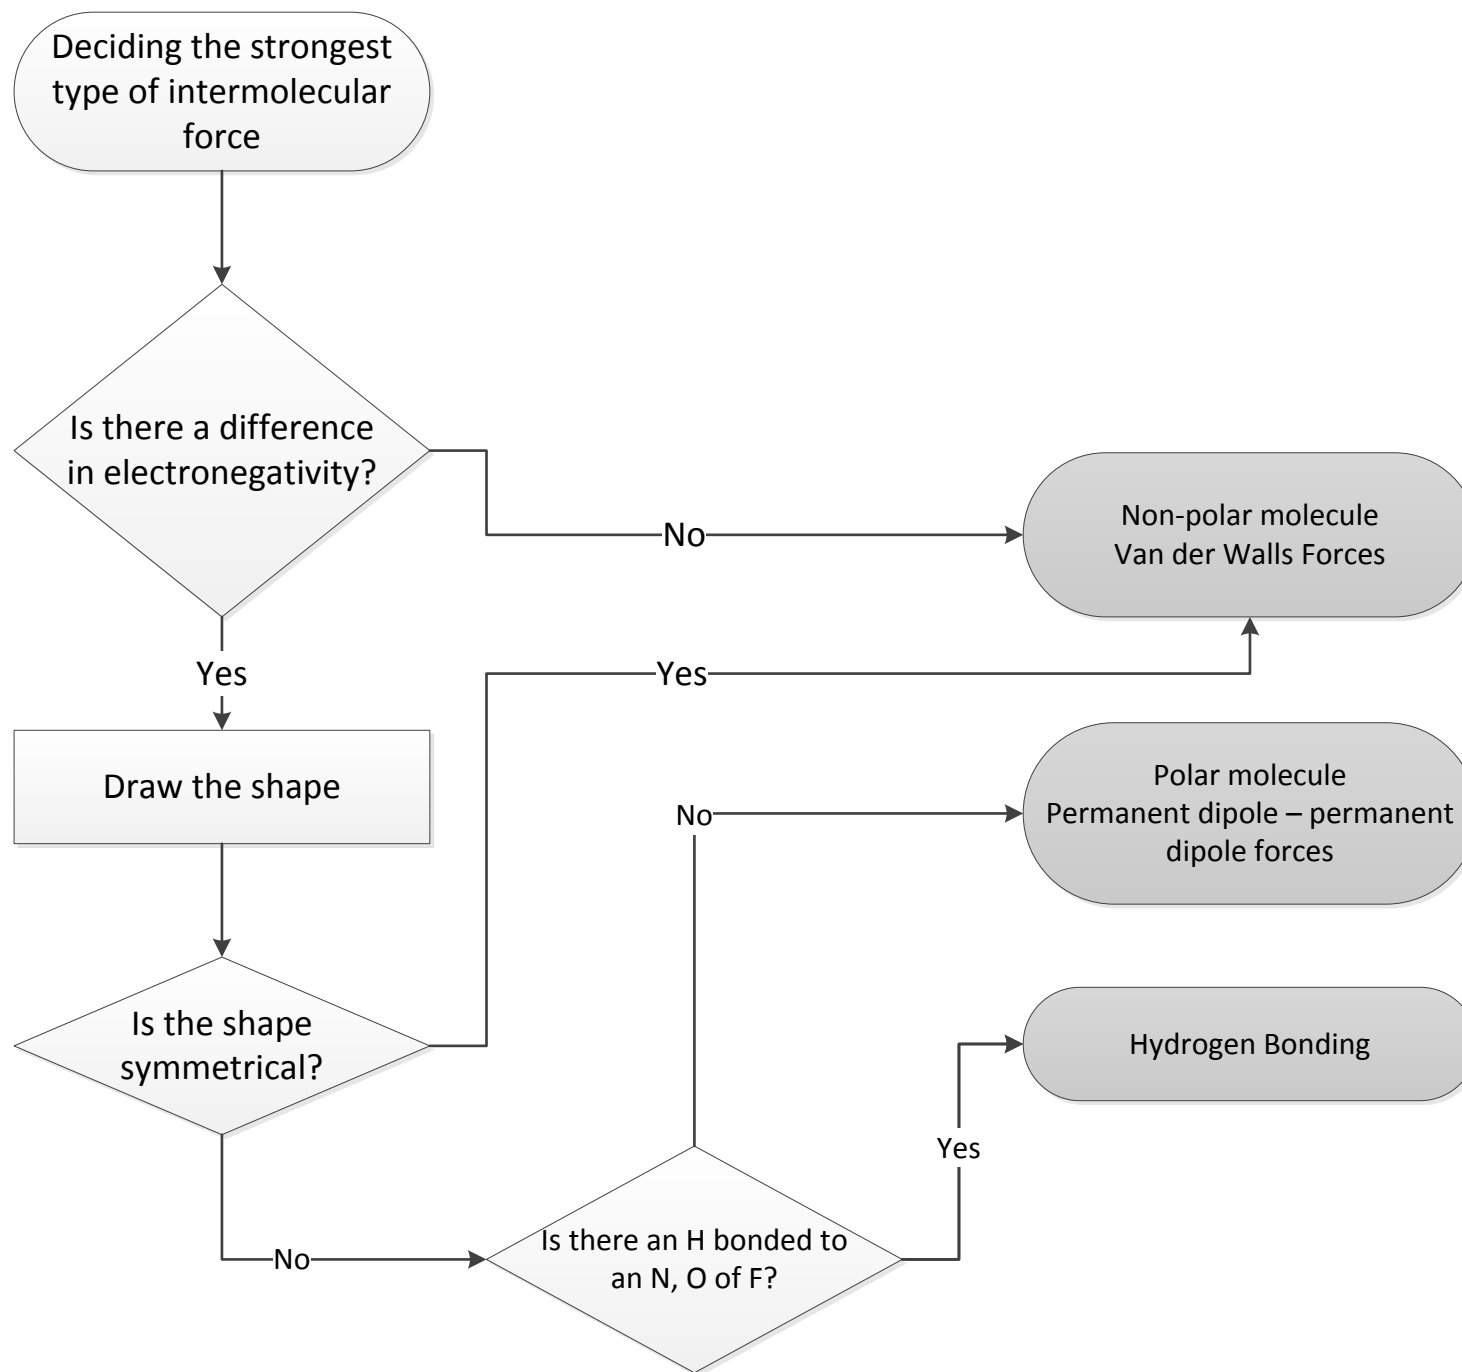 Deciding the strongest
type of intermolecular
force
Is there a difference
in electronegativity?
No
Non-polar molecule
Van der Walls Forces
Yes
Yes
Draw the shape
Polar molecule
Permanent dipole – permanent
dipole forces
No
Is the shape
symmetrical?
Hydrogen Bonding
Yes
No
Is there an H bonded to
an N, O of F?